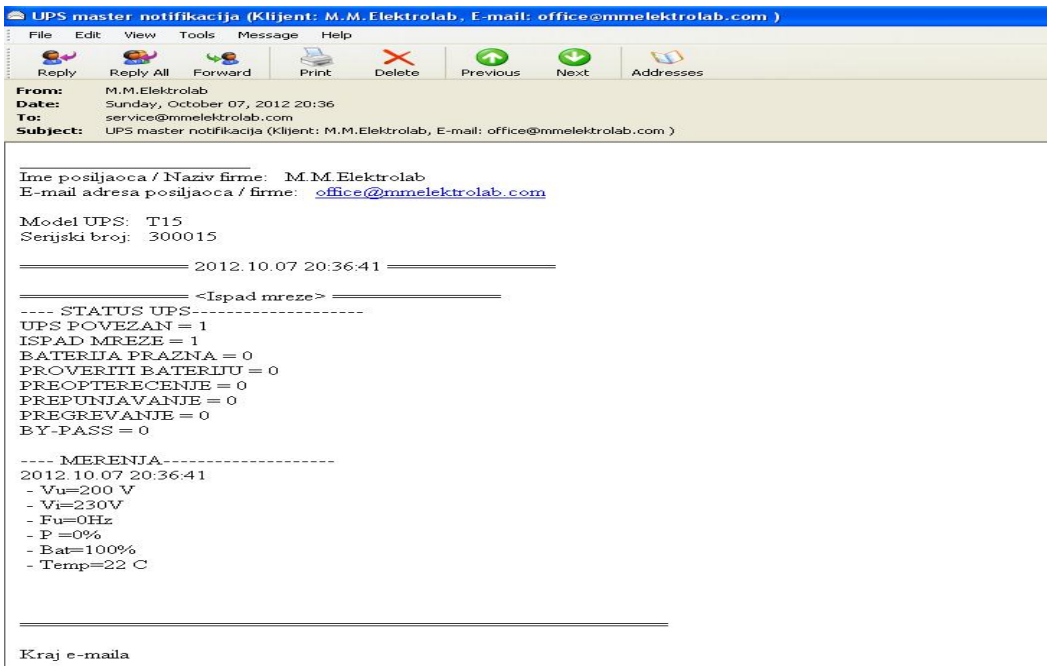 UPS master notifikacija (Klijent: M.M.Elektrolab, E-mail: office@mmelektrolab.com )
File Edit View Tools Message Help
Reply Reply All Forward Print Delete Previous Next Addresses
From: M.M.Elektrolab
Date: Sunday, October 07, 2012 20:36
To: service@mmelektrolab.com
Subject: UPS master notifikacija (Klijent: M.M.Elektrolab, E-mail: office@mmelektrolab.com )
Ime posiljaoca / Naziv firme: M.M.Elektrolab
E-mail adresa posiljaoca / firme: office@mmelektrolab.com
Model UPS: T15
Serijski broj: 300015
================ 2012.10.07 20:36:41 ================
================ <Ispad mreze> ================
---- STATUS UPS---------------------
UPS POVEZAN = 1
ISPAD MREZE = 1
BATERIJA PRAZNA = 0
PROVERITI BATERIJU = 0
PREOPTERECENJE = 0
PREPUNJAVANJE = 0
PREGREVANJE = 0
BY-PASS = 0
---- MERENJA---------------------
2012.10.07 20:36:41
- Vu=200 V
- Vi=230V
- Fu=0Hz
- P =0%
- Bat=100%
- Temp=22 C
Kraj e-maila